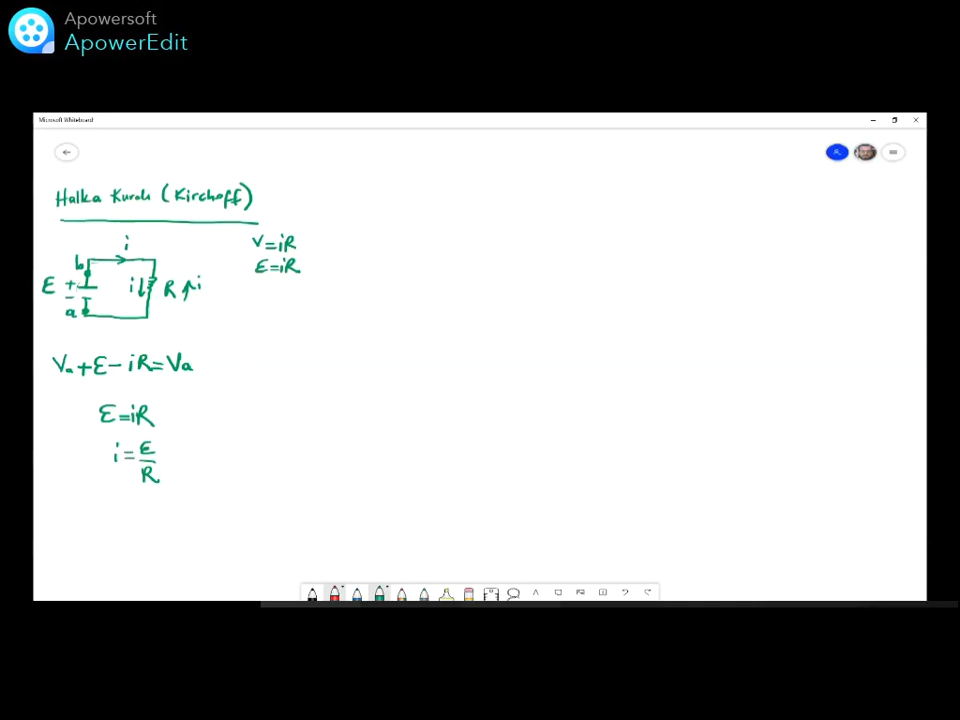 Apowersoft
ApowerEdit
Microsoft Whiteboard
Halka Kuralı (Kirchoff)
V=iR
ε=iR
i
b
ε + i↓ R ↑i
-
a
Va+ε-iR=Va
ε=iR
i=ε/R